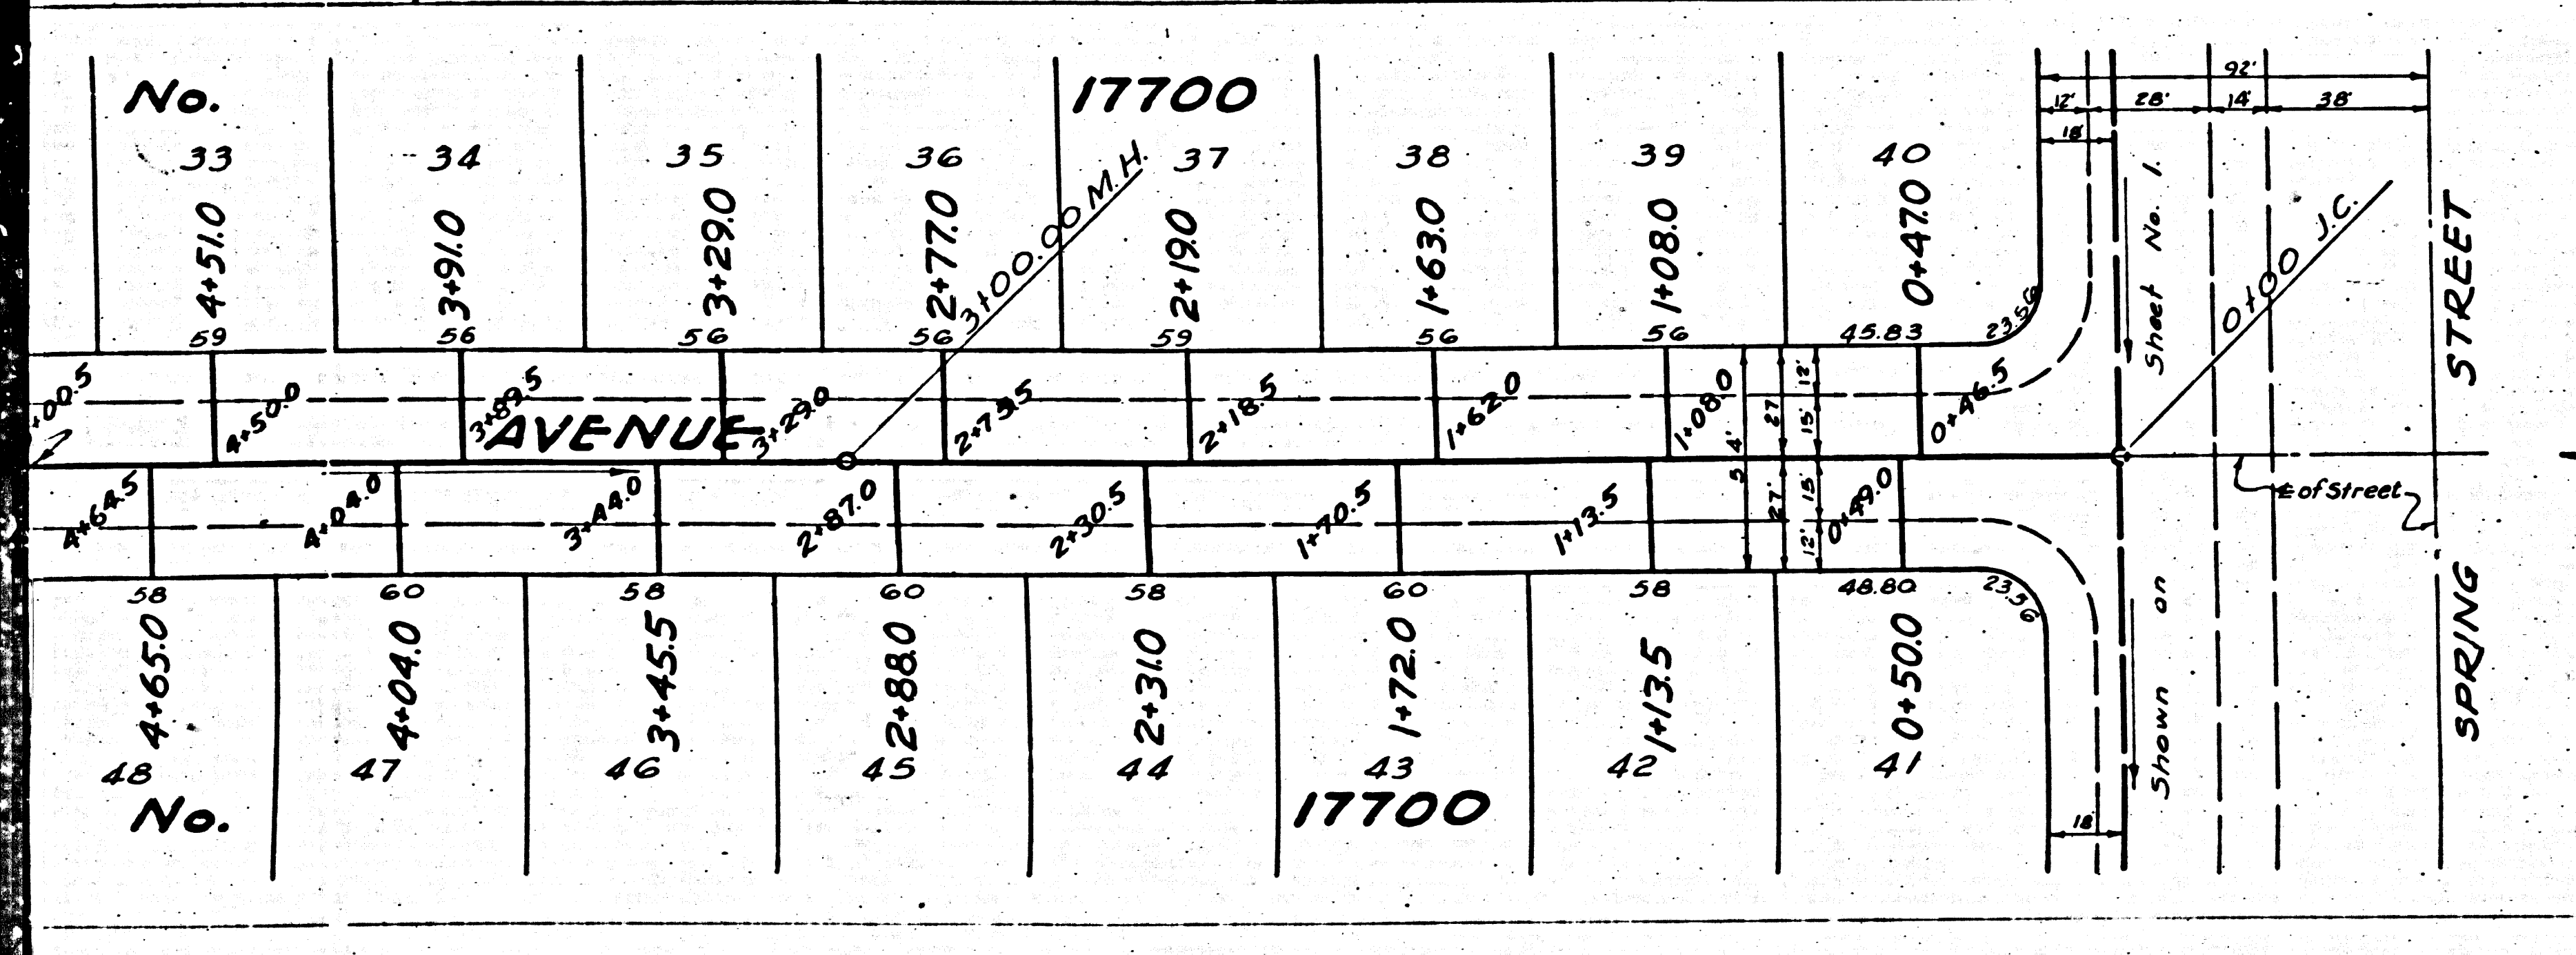 No. 17700
33 34 35 36 37 38 39 40
4+51.0 3+91.0 3+29.0 2+77.0 2+19.0 1+63.0 1+08.0 0+47.0
3+00.00 M.H.
59 56 56 56 59 56 56 45.83 23.56
4+50.0 3+89.5 3+29.0 2+18.5 1+62.0 1+08.0 0+46.5
AVENUE
4+64.5 4+04.0 3+44.0 2+87.0 2+30.5 1+70.5 1+13.5 0+49.0
54' 27' 27' 12' 15' 15' 12'
58 60 58 60 58 60 58 48.80 23.56
4+65.0 4+04.0 3+45.5 2+88.0 2+31.0 1+72.0 1+13.5 0+50.0
48 47 46 45 44 43 42 41
No. 17700
92'
12' 28' 14' 38'
18'
Sheet No. 1.
0+00 J.C.
℄ of Street
Shown on
18'
SPRING STREET